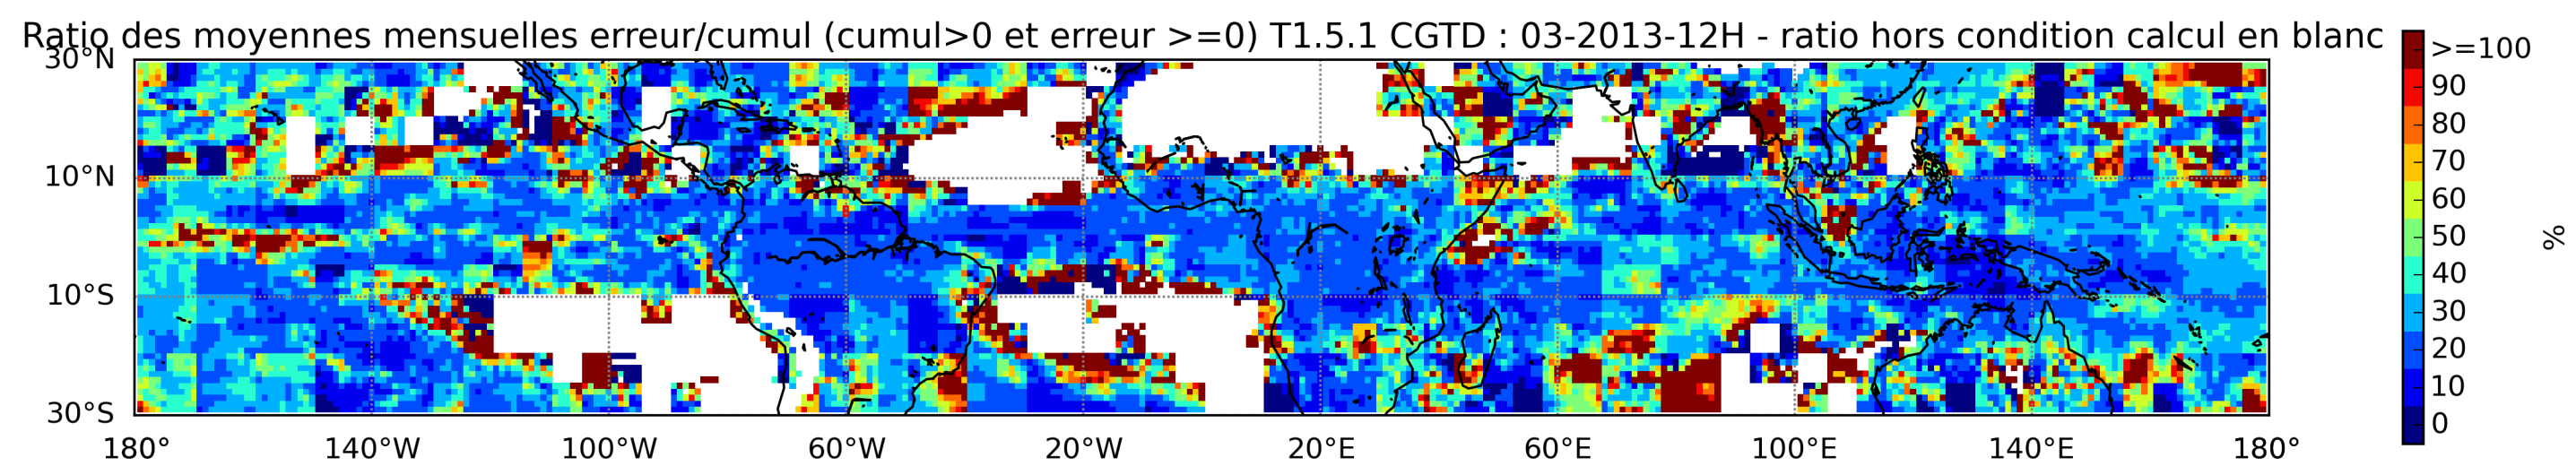 Ratio des moyennes mensuelles erreur/cumul (cumul>0 et erreur >=0) T1.5.1 CGTD : 03-2013-12H - ratio hors condition calcul en blanc
30°N
10°N
10°S
30°S
180° 140°W 100°W 60°W 20°W 20°E 60°E 100°E 140°E 180°
>=100
90
80
70
60
50
40
30
20
10
0
%